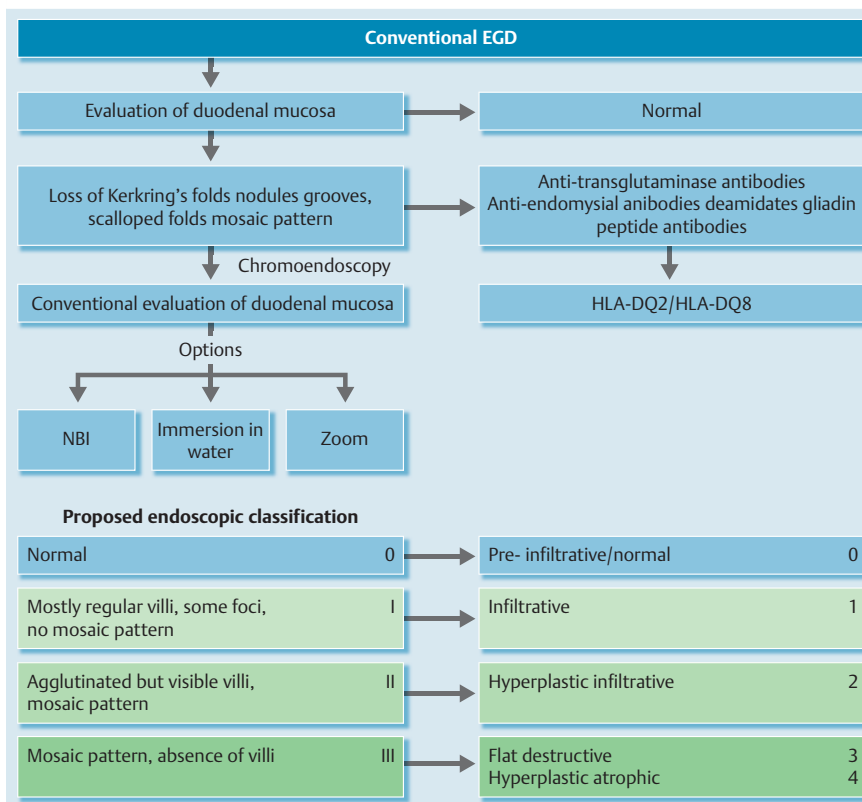 Conventional EGD
Evaluation of duodenal mucosa
Normal
Loss of Kerkring's folds nodules grooves,
scalloped folds mosaic pattern
Anti-transglutaminase antibodies
Anti-endomysial anibodies deamidates gliadin
peptide antibodies
Chromoendoscopy
Conventional evaluation of duodenal mucosa
HLA-DQ2/HLA-DQ8
Options
NBI
Immersion in
water
Zoom
Proposed endoscopic classification
Normal 0
Pre- infiltrative/normal 0
Mostly regular villi, some foci, I
no mosaic pattern
Infiltrative 1
Agglutinated but visible villi, II
mosaic pattern
Hyperplastic infiltrative 2
Mosaic pattern, absence of villi III
Flat destructive 3
Hyperplastic atrophic 4